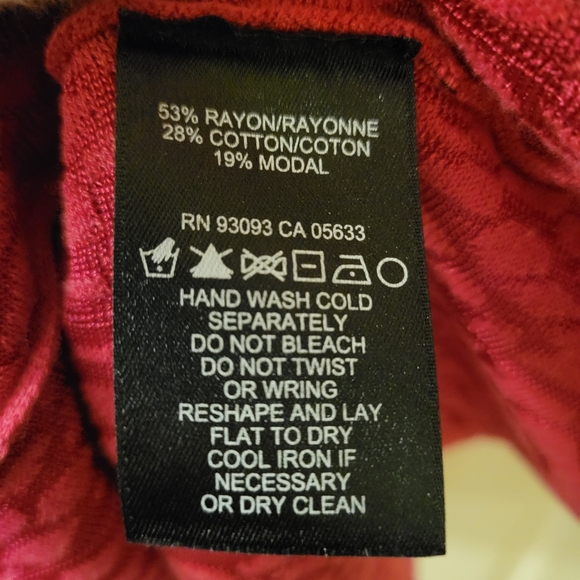 53% RAYON/RAYONNE
28% COTTON/COTON
19% MODAL
RN 93093 CA 05633
HAND WASH COLD
SEPARATELY
DO NOT BLEACH
DO NOT TWIST
OR WRING
RESHAPE AND LAY
FLAT TO DRY
COOL IRON IF
NECESSARY
OR DRY CLEAN